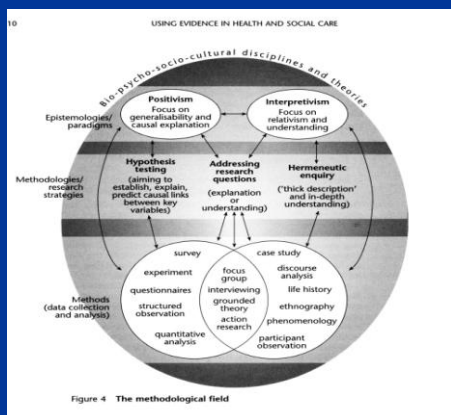 10
USING EVIDENCE IN HEALTH AND SOCIAL CARE
Bio-psycho-socio-cultural disciplines and theories
Epistemologies/
paradigms
Positivism
Focus on
generalisability and
causal explanation
Interpretivism
Focus on
relativism and
understanding
Methodologies/
research
strategies
Hypothesis
testing
(aiming to
establish, explain,
predict causal links
between key
variables)
Addressing
research
questions
(explanation
or
understanding)
Hermeneutic
enquiry
('thick description'
and in-depth
understanding)
Methods
(data collection
and analysis)
survey
experiment
questionnaires
structured
observation
quantitative
analysis
focus
group
interviewing
grounded
theory
action
research
case study
discourse
analysis
life history
ethnography
phenomenology
participant
observation
Figure 4 The methodological field